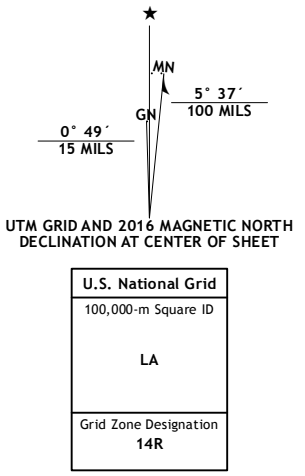 ★
MN
5° 37´
100 MILS
GN
0° 49´
15 MILS
UTM GRID AND 2016 MAGNETIC NORTH
DECLINATION AT CENTER OF SHEET
U.S. National Grid
100,000-m Square ID
LA
Grid Zone Designation
14R